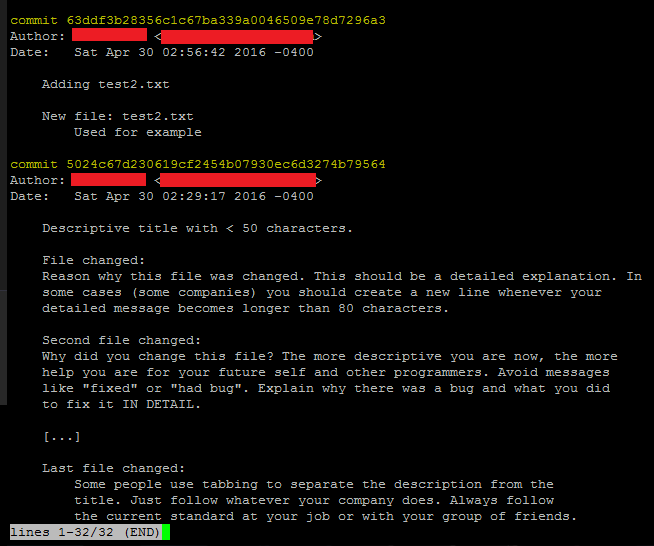 commit 63ddf3b28356c1c67ba339a0046509e78d7296a3
Author: < >
Date:   Sat Apr 30 02:56:42 2016 -0400
Adding test2.txt
New file: test2.txt
Used for example
commit 5024c67d230619cf2454b07930ec6d3274b79564
Author: < >
Date:   Sat Apr 30 02:29:17 2016 -0400
Descriptive title with < 50 characters.
File changed:
Reason why this file was changed. This should be a detailed explanation. In
some cases (some companies) you should create a new line whenever your
detailed message becomes longer than 80 characters.
Second file changed:
Why did you change this file? The more descriptive you are now, the more
help you are for your future self and other programmers. Avoid messages
like "fixed" or "had bug". Explain why there was a bug and what you did
to fix it IN DETAIL.
[...]
Last file changed:
Some people use tabbing to separate the description from the
title. Just follow whatever your company does. Always follow
the current standard at your job or with your group of friends.
lines 1-32/32 (END)